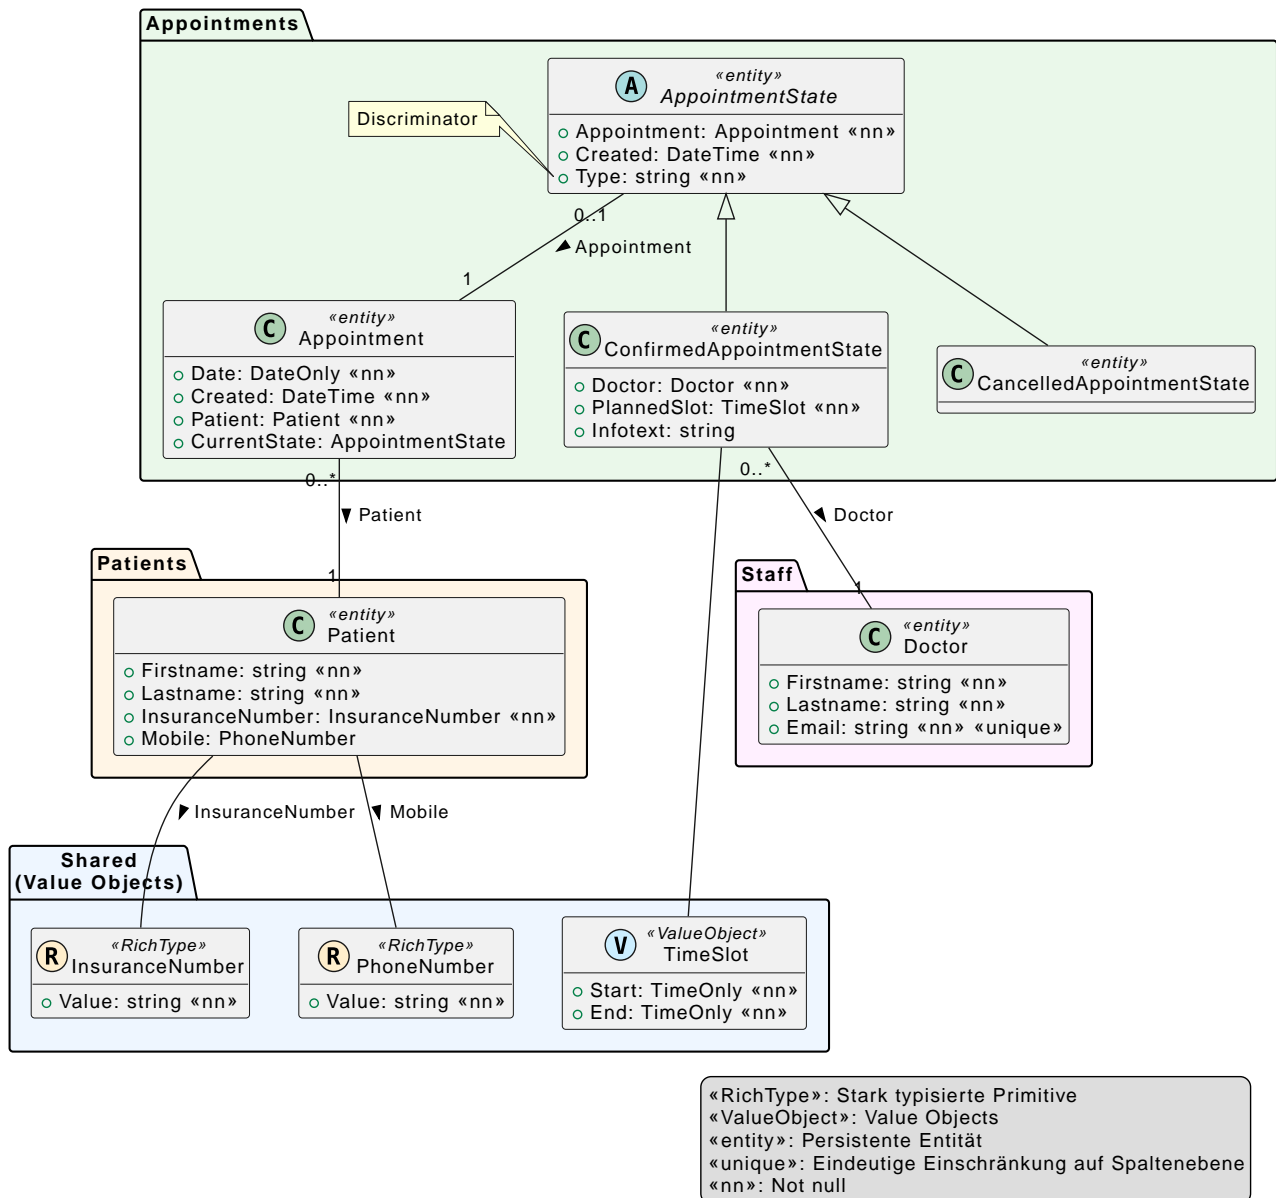 Appointments
«entity»
A
AppointmentState
Discriminator
Appointment: Appointment «nn»
Created: DateTime «nn»
Type: string «nn»
0..1
Appointment
1
«entity»
C
Appointment
Date: DateOnly «nn»
Created: DateTime «nn»
Patient: Patient «nn»
CurrentState: AppointmentState
«entity»
C
ConfirmedAppointmentState
Doctor: Doctor «nn»
PlannedSlot: TimeSlot «nn»
Infotext: string
«entity»
C
CancelledAppointmentState
0..*
Patient
1
0..*
Doctor
1
Patients
«entity»
C
Patient
Firstname: string «nn»
Lastname: string «nn»
InsuranceNumber: InsuranceNumber «nn»
Mobile: PhoneNumber
Staff
«entity»
C
Doctor
Firstname: string «nn»
Lastname: string «nn»
Email: string «nn» «unique»
InsuranceNumber
Mobile
Shared
(Value Objects)
«RichType»
R
InsuranceNumber
Value: string «nn»
«RichType»
R
PhoneNumber
Value: string «nn»
«ValueObject»
V
TimeSlot
Start: TimeOnly «nn»
End: TimeOnly «nn»
«RichType»: Stark typisierte Primitive
«ValueObject»: Value Objects
«entity»: Persistente Entität
«unique»: Eindeutige Einschränkung auf Spaltenebene
«nn»: Not null